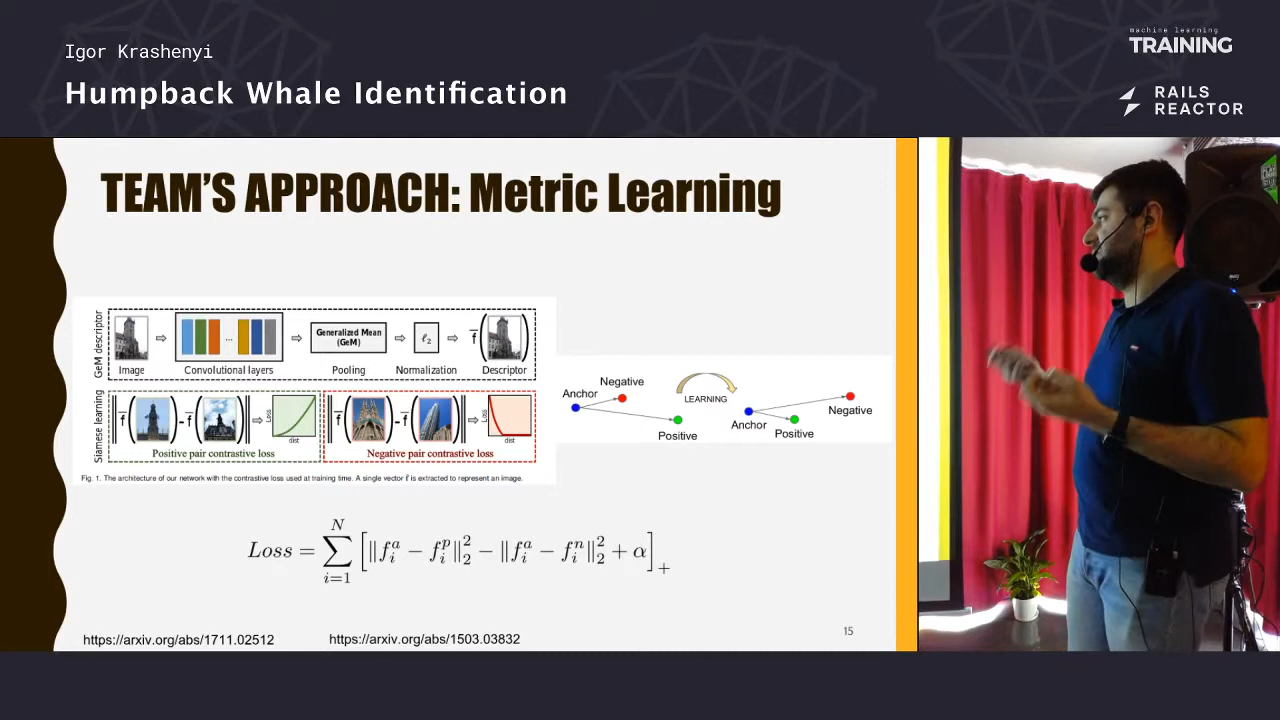 Igor Krashenyi
Humpback Whale Identification
machine learning
TRAINING
RAILS
REACTOR
TEAM'S APPROACH: Metric Learning
GeM descriptor
Image
Convolutional layers
...
Generalized Mean
(GeM)
Pooling
ℓ2
Normalization
f̄
Descriptor
Siamese learning
f̄ - f̄
Loss
dist
Positive pair contrastive loss
f̄ - f̄
Loss
dist
Negative pair contrastive loss
Fig. 1. The architecture of our network with the contrastive loss used at training time. A single vector f̄ is extracted to represent an image.
Anchor
Negative
Positive
LEARNING
Anchor
Negative
Positive
Loss = ∑_{i=1}^{N} [‖f_i^a − f_i^p‖_2^2 − ‖f_i^a − f_i^n‖_2^2 + α]_+
https://arxiv.org/abs/1711.02512
https://arxiv.org/abs/1503.03832
15